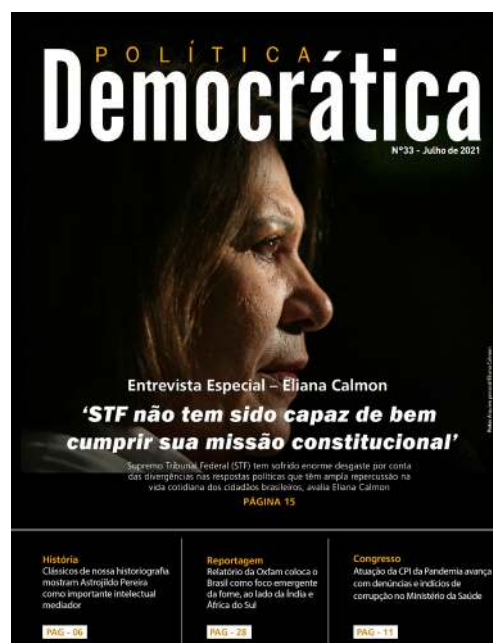 POLÍTICA
Democrática
Nº33 - Julho de 2021
Entrevista Especial – Eliana Calmon
‘STF não tem sido capaz de bem
cumprir sua missão constitucional’
Supremo Tribunal Federal (STF) tem sofrido enorme desgaste por conta
das divergências nas respostas políticas que têm ampla repercussão na
vida cotidiana dos cidadãos brasileiros, avalia Eliana Calmon
PÁGINA 15
História
Clássicos de nossa historiografia
mostram Astrojildo Pereira
como importante intelectual
mediador
PAG - 06
Reportagem
Relatório da Oxfam coloca o
Brasil como foco emergente
da fome, ao lado da Índia e
África do Sul
PAG - 28
Congresso
Atuação da CPI da Pandemia avança
com denúncias e indícios de
corrupção no Ministério da Saúde
PAG - 11